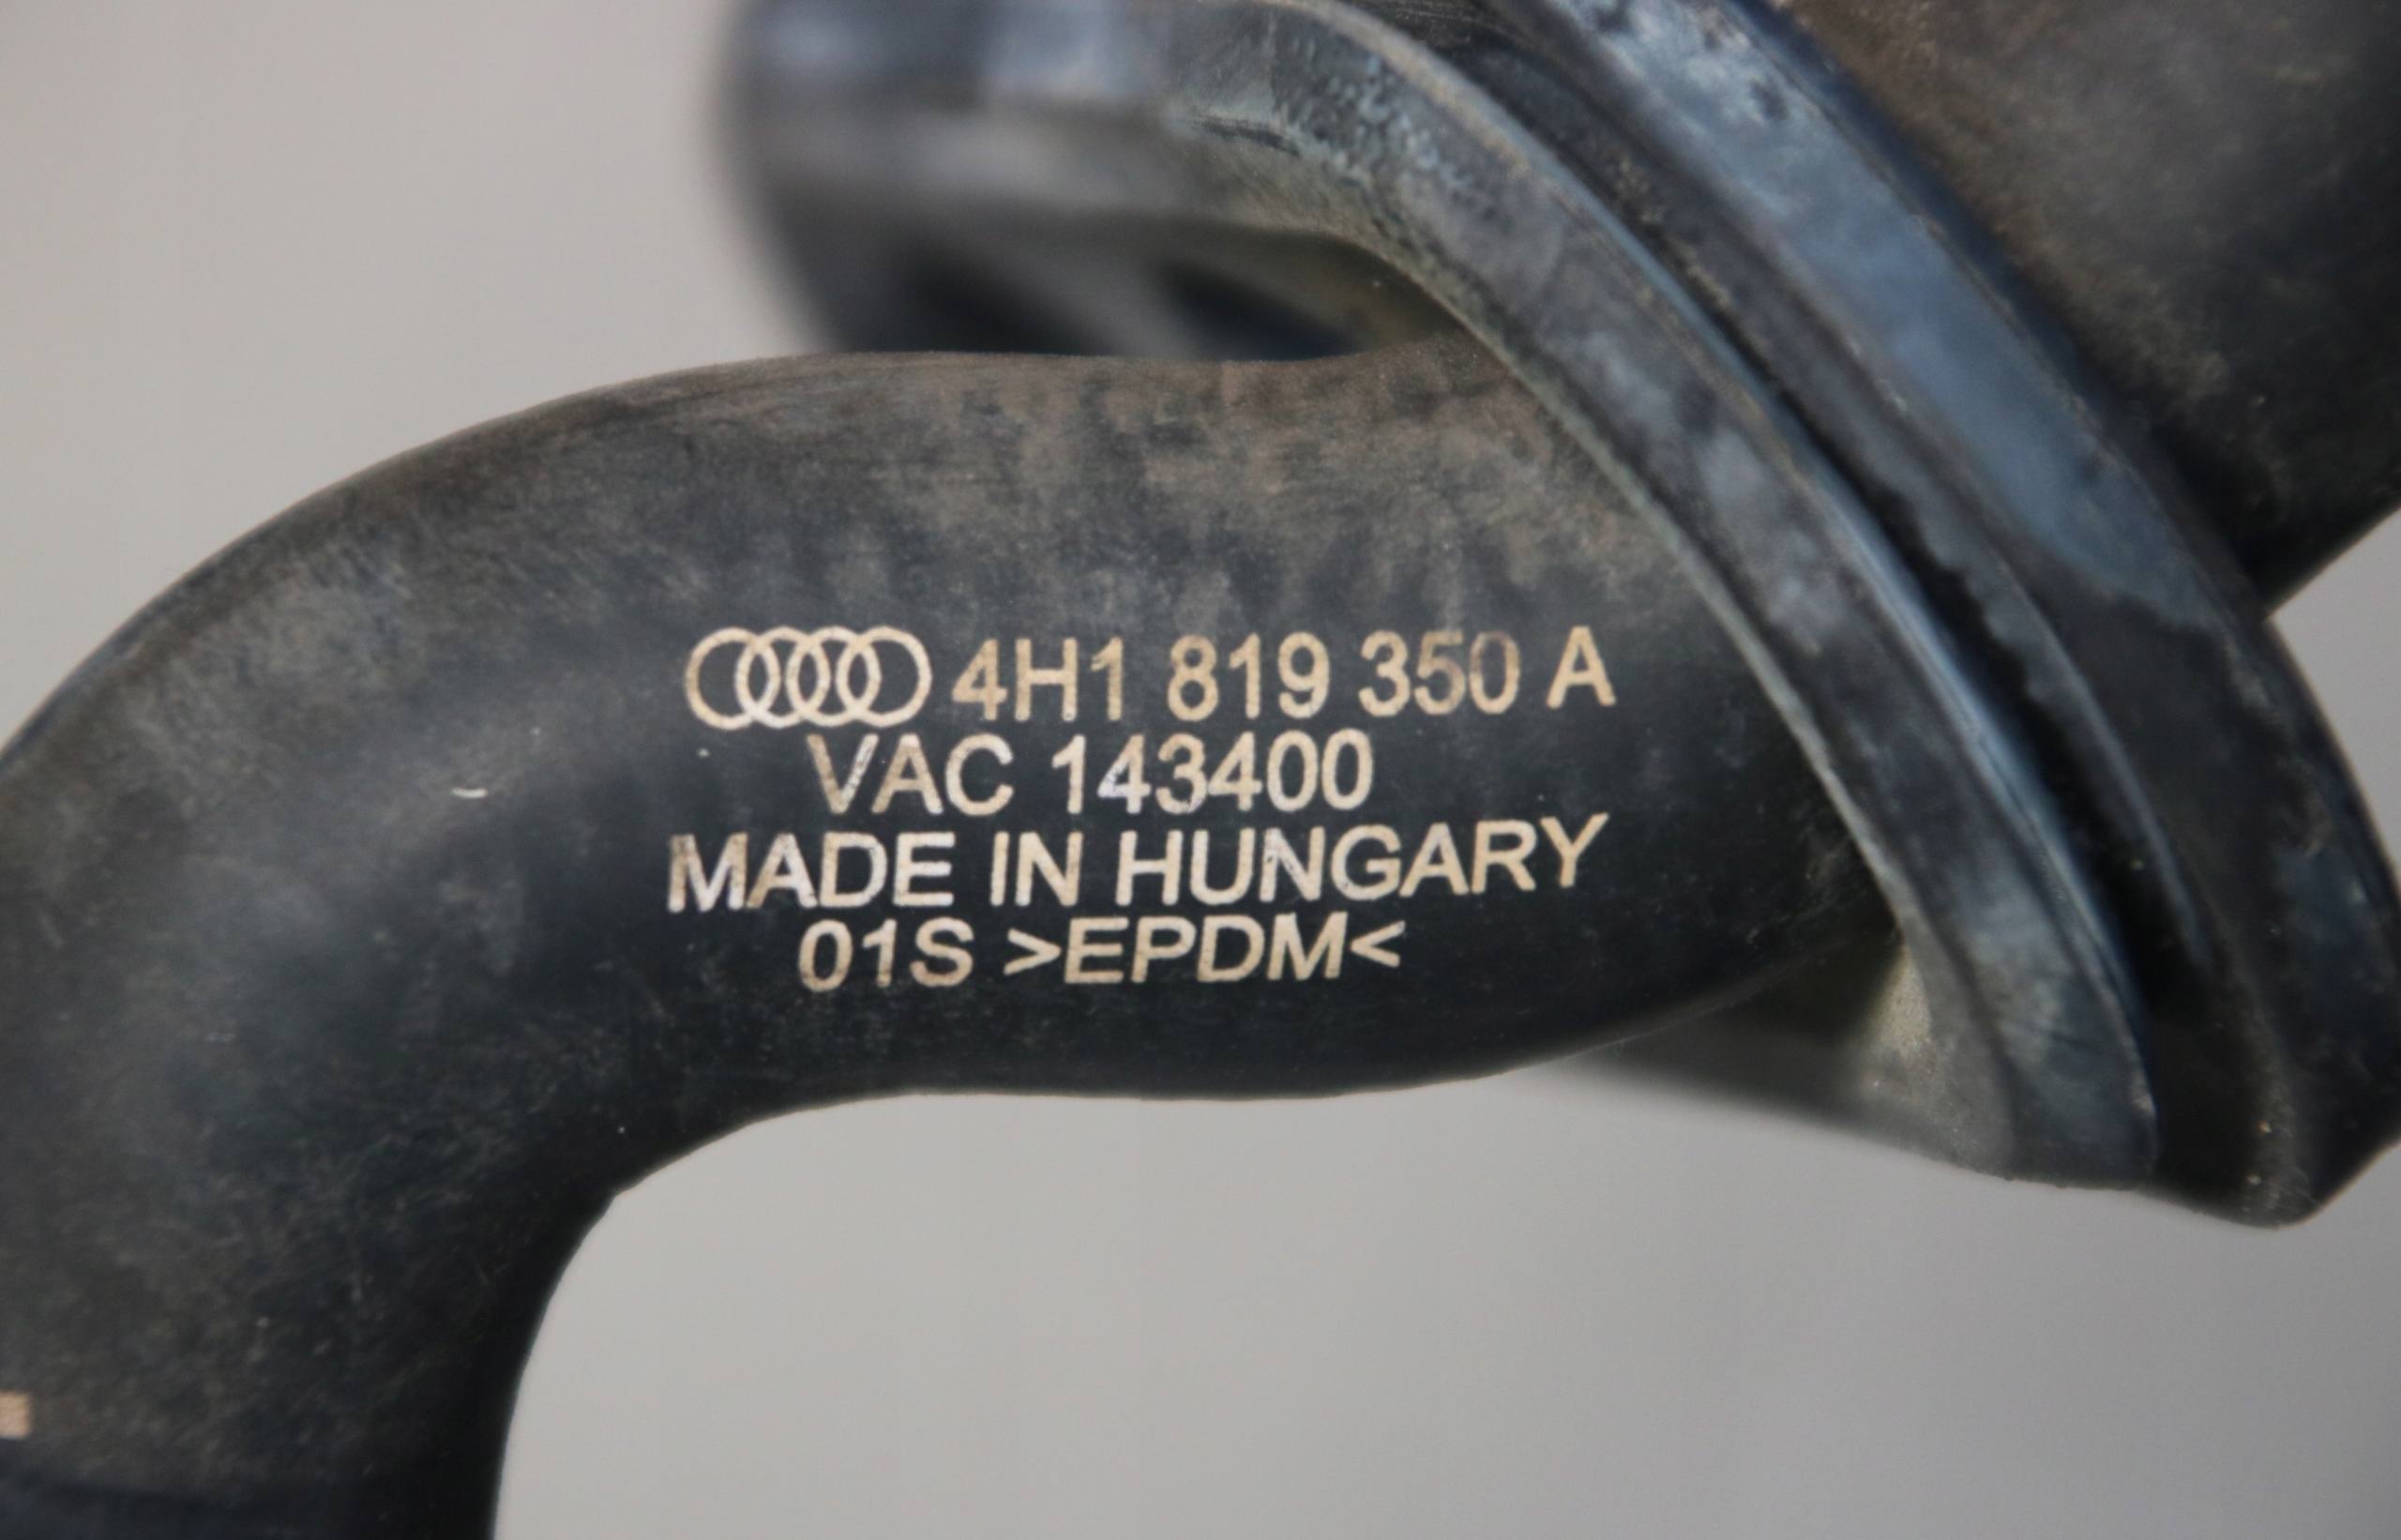 4H1 819 350 A
VAC 143400
MADE IN HUNGARY
01S >EPDM<